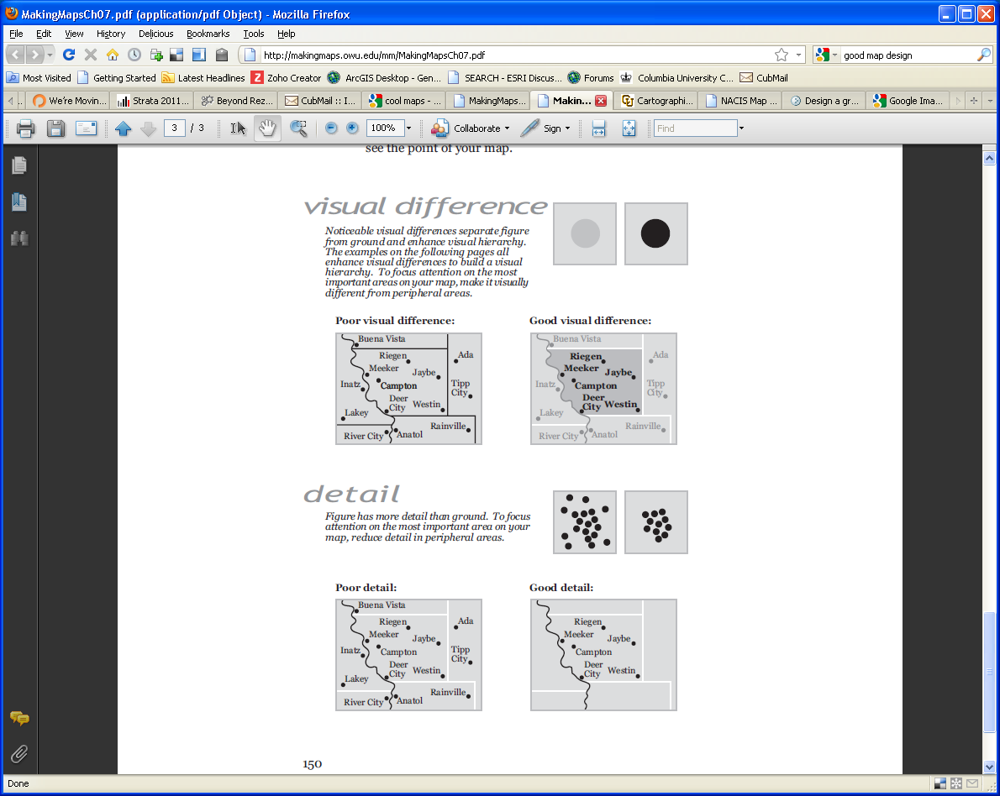 MakingMapsCh07.pdf (application/pdf Object) - Mozilla Firefox
File Edit View History Delicious Bookmarks Tools Help
http://makingmaps.owu.edu/mm/MakingMapsCh07.pdf good map design
Most Visited Getting Started Latest Headlines Zoho Creator ArcGIS Desktop - Gen... SEARCH - ESRI Discus... Forums Columbia University C... CubMail
.. We're Movin... Strata 2011... Beyond Rez... CubMail :: I... cool maps - ... MakingMaps... Makin... Cartographi... NACIS Map ... Design a gr... Google Ima...
3 / 3 100% Collaborate Sign Find
see the point of your map.
visual difference
Noticeable visual differences separate figure
from ground and enhance visual hierarchy.
The examples on the following pages all
enhance visual differences to build a visual
hierarchy. To focus attention on the most
important areas on your map, make it visually
different from peripheral areas.
Poor visual difference:
Buena Vista
Riegen
Ada
Meeker
Jaybe
Inatz
Campton
Tipp
City
Deer
City
Westin
Lakey
Rainville
River City
Anatol
Good visual difference:
Buena Vista
Riegen
Ada
Meeker
Jaybe
Inatz
Campton
Tipp
City
Deer
City
Westin
Lakey
Rainville
River City
Anatol
detail
Figure has more detail than ground. To focus
attention on the most important area on your
map, reduce detail in peripheral areas.
Poor detail:
Buena Vista
Riegen
Ada
Meeker
Jaybe
Inatz
Campton
Tipp
City
Deer
City
Westin
Lakey
Rainville
River City
Anatol
Good detail:
Riegen
Meeker
Jaybe
Campton
Deer
City
Westin
150
Done